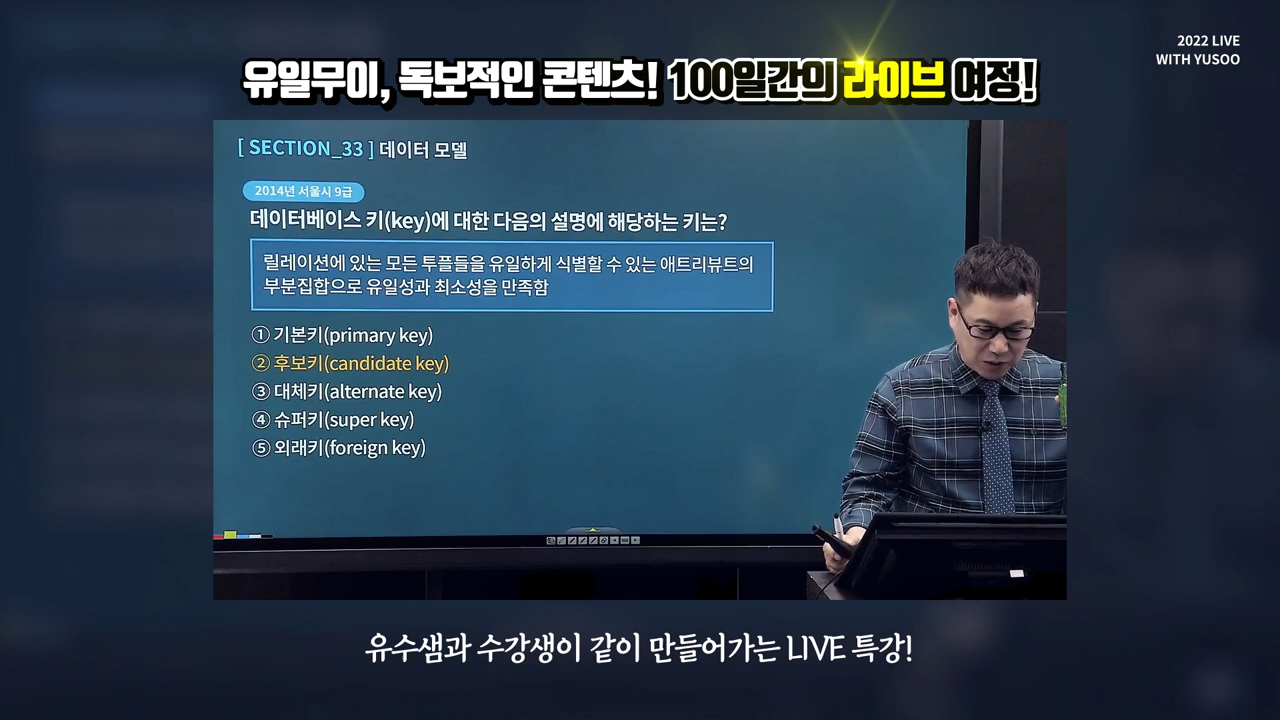 2022 LIVE
WITH YUSOO
유일무이, 독보적인 콘텐츠! 100일간의 라이브 여정!
[ SECTION_33 ] 데이터 모델
2014년 서울시 9급
데이터베이스 키(key)에 대한 다음의 설명에 해당하는 키는?
릴레이션에 있는 모든 투플들을 유일하게 식별할 수 있는 애트리뷰트의
부분집합으로 유일성과 최소성을 만족함
① 기본키(primary key)
② 후보키(candidate key)
③ 대체키(alternate key)
④ 슈퍼키(super key)
⑤ 외래키(foreign key)
유수샘과 수강생이 같이 만들어가는 LIVE 특강!